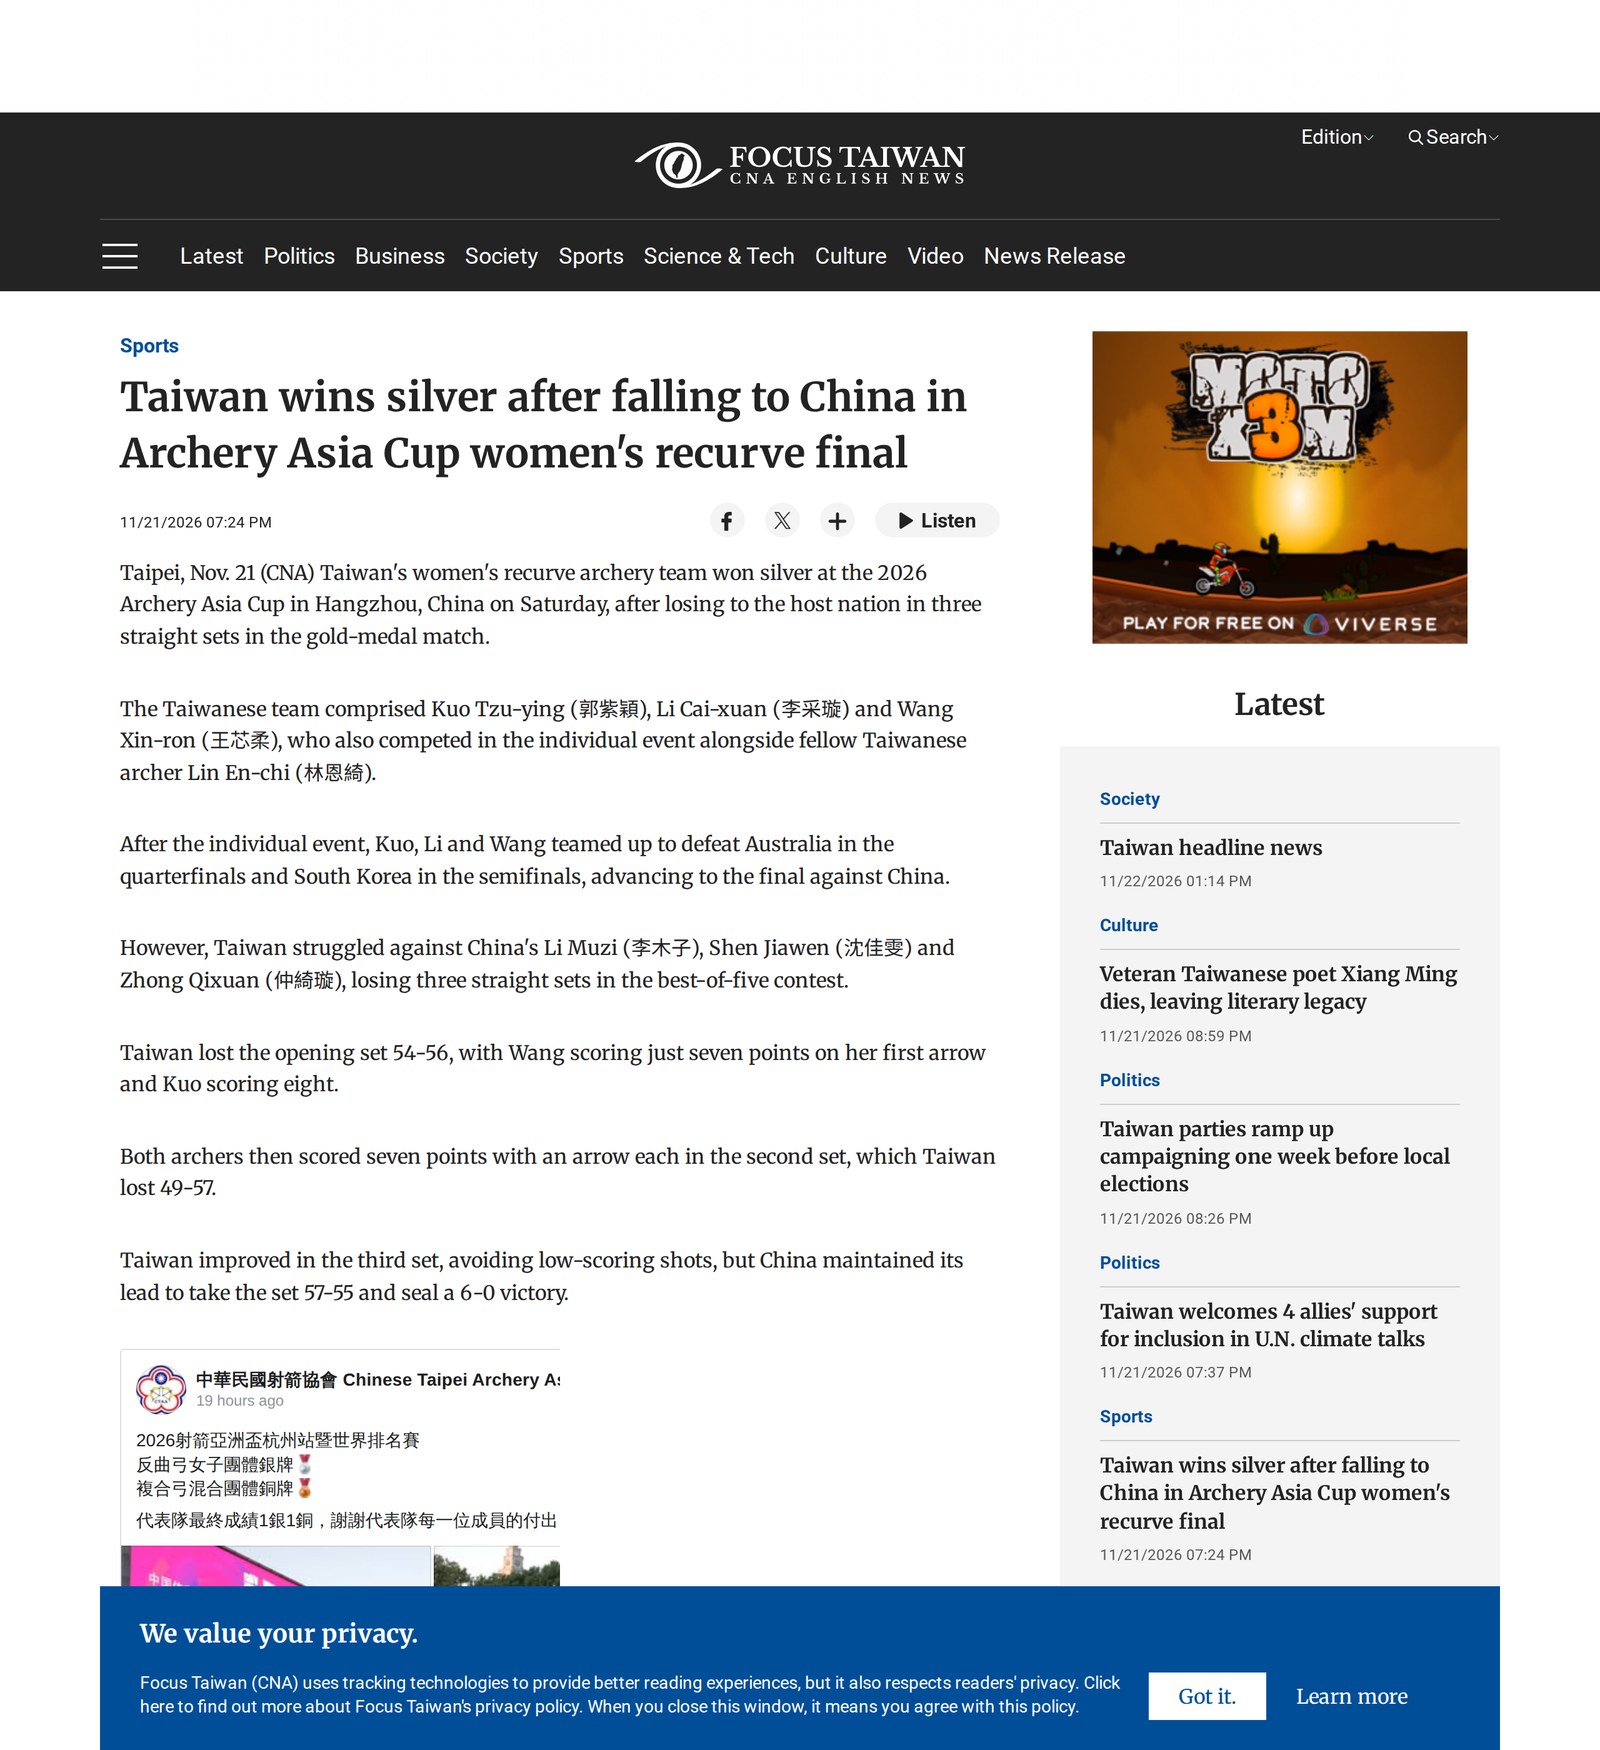 FOCUS TAIWAN
CNA ENGLISH NEWS
Edition
Search
Latest Politics Business Society Sports Science & Tech Culture Video News Release
Sports
Taiwan wins silver after falling to China in
Archery Asia Cup women's recurve final
11/21/2026 07:24 PM
Listen
Taipei, Nov. 21 (CNA) Taiwan's women's recurve archery team won silver at the 2026
Archery Asia Cup in Hangzhou, China on Saturday, after losing to the host nation in three
straight sets in the gold-medal match.
The Taiwanese team comprised Kuo Tzu-ying (郭紫穎), Li Cai-xuan (李采璇) and Wang
Xin-ron (王芯柔), who also competed in the individual event alongside fellow Taiwanese
archer Lin En-chi (林恩綺).
After the individual event, Kuo, Li and Wang teamed up to defeat Australia in the
quarterfinals and South Korea in the semifinals, advancing to the final against China.
However, Taiwan struggled against China's Li Muzi (李木子), Shen Jiawen (沈佳雯) and
Zhong Qixuan (仲綺璇), losing three straight sets in the best-of-five contest.
Taiwan lost the opening set 54-56, with Wang scoring just seven points on her first arrow
and Kuo scoring eight.
Both archers then scored seven points with an arrow each in the second set, which Taiwan
lost 49-57.
Taiwan improved in the third set, avoiding low-scoring shots, but China maintained its
lead to take the set 57-55 and seal a 6-0 victory.
中華民國射箭協會 Chinese Taipei Archery As
19 hours ago
2026射箭亞洲盃杭州站暨世界排名賽
反曲弓女子團體銀牌🥈
複合弓混合團體銅牌🥉
代表隊最終成績1銀1銅，謝謝代表隊每一位成員的付出
MOTO
X3M
PLAY FOR FREE ON VIVERSE
Latest
Society
Taiwan headline news
11/22/2026 01:14 PM
Culture
Veteran Taiwanese poet Xiang Ming
dies, leaving literary legacy
11/21/2026 08:59 PM
Politics
Taiwan parties ramp up
campaigning one week before local
elections
11/21/2026 08:26 PM
Politics
Taiwan welcomes 4 allies' support
for inclusion in U.N. climate talks
11/21/2026 07:37 PM
Sports
Taiwan wins silver after falling to
China in Archery Asia Cup women's
recurve final
11/21/2026 07:24 PM
We value your privacy.
Focus Taiwan (CNA) uses tracking technologies to provide better reading experiences, but it also respects readers' privacy. Click
here to find out more about Focus Taiwan's privacy policy. When you close this window, it means you agree with this policy.
Got it.
Learn more